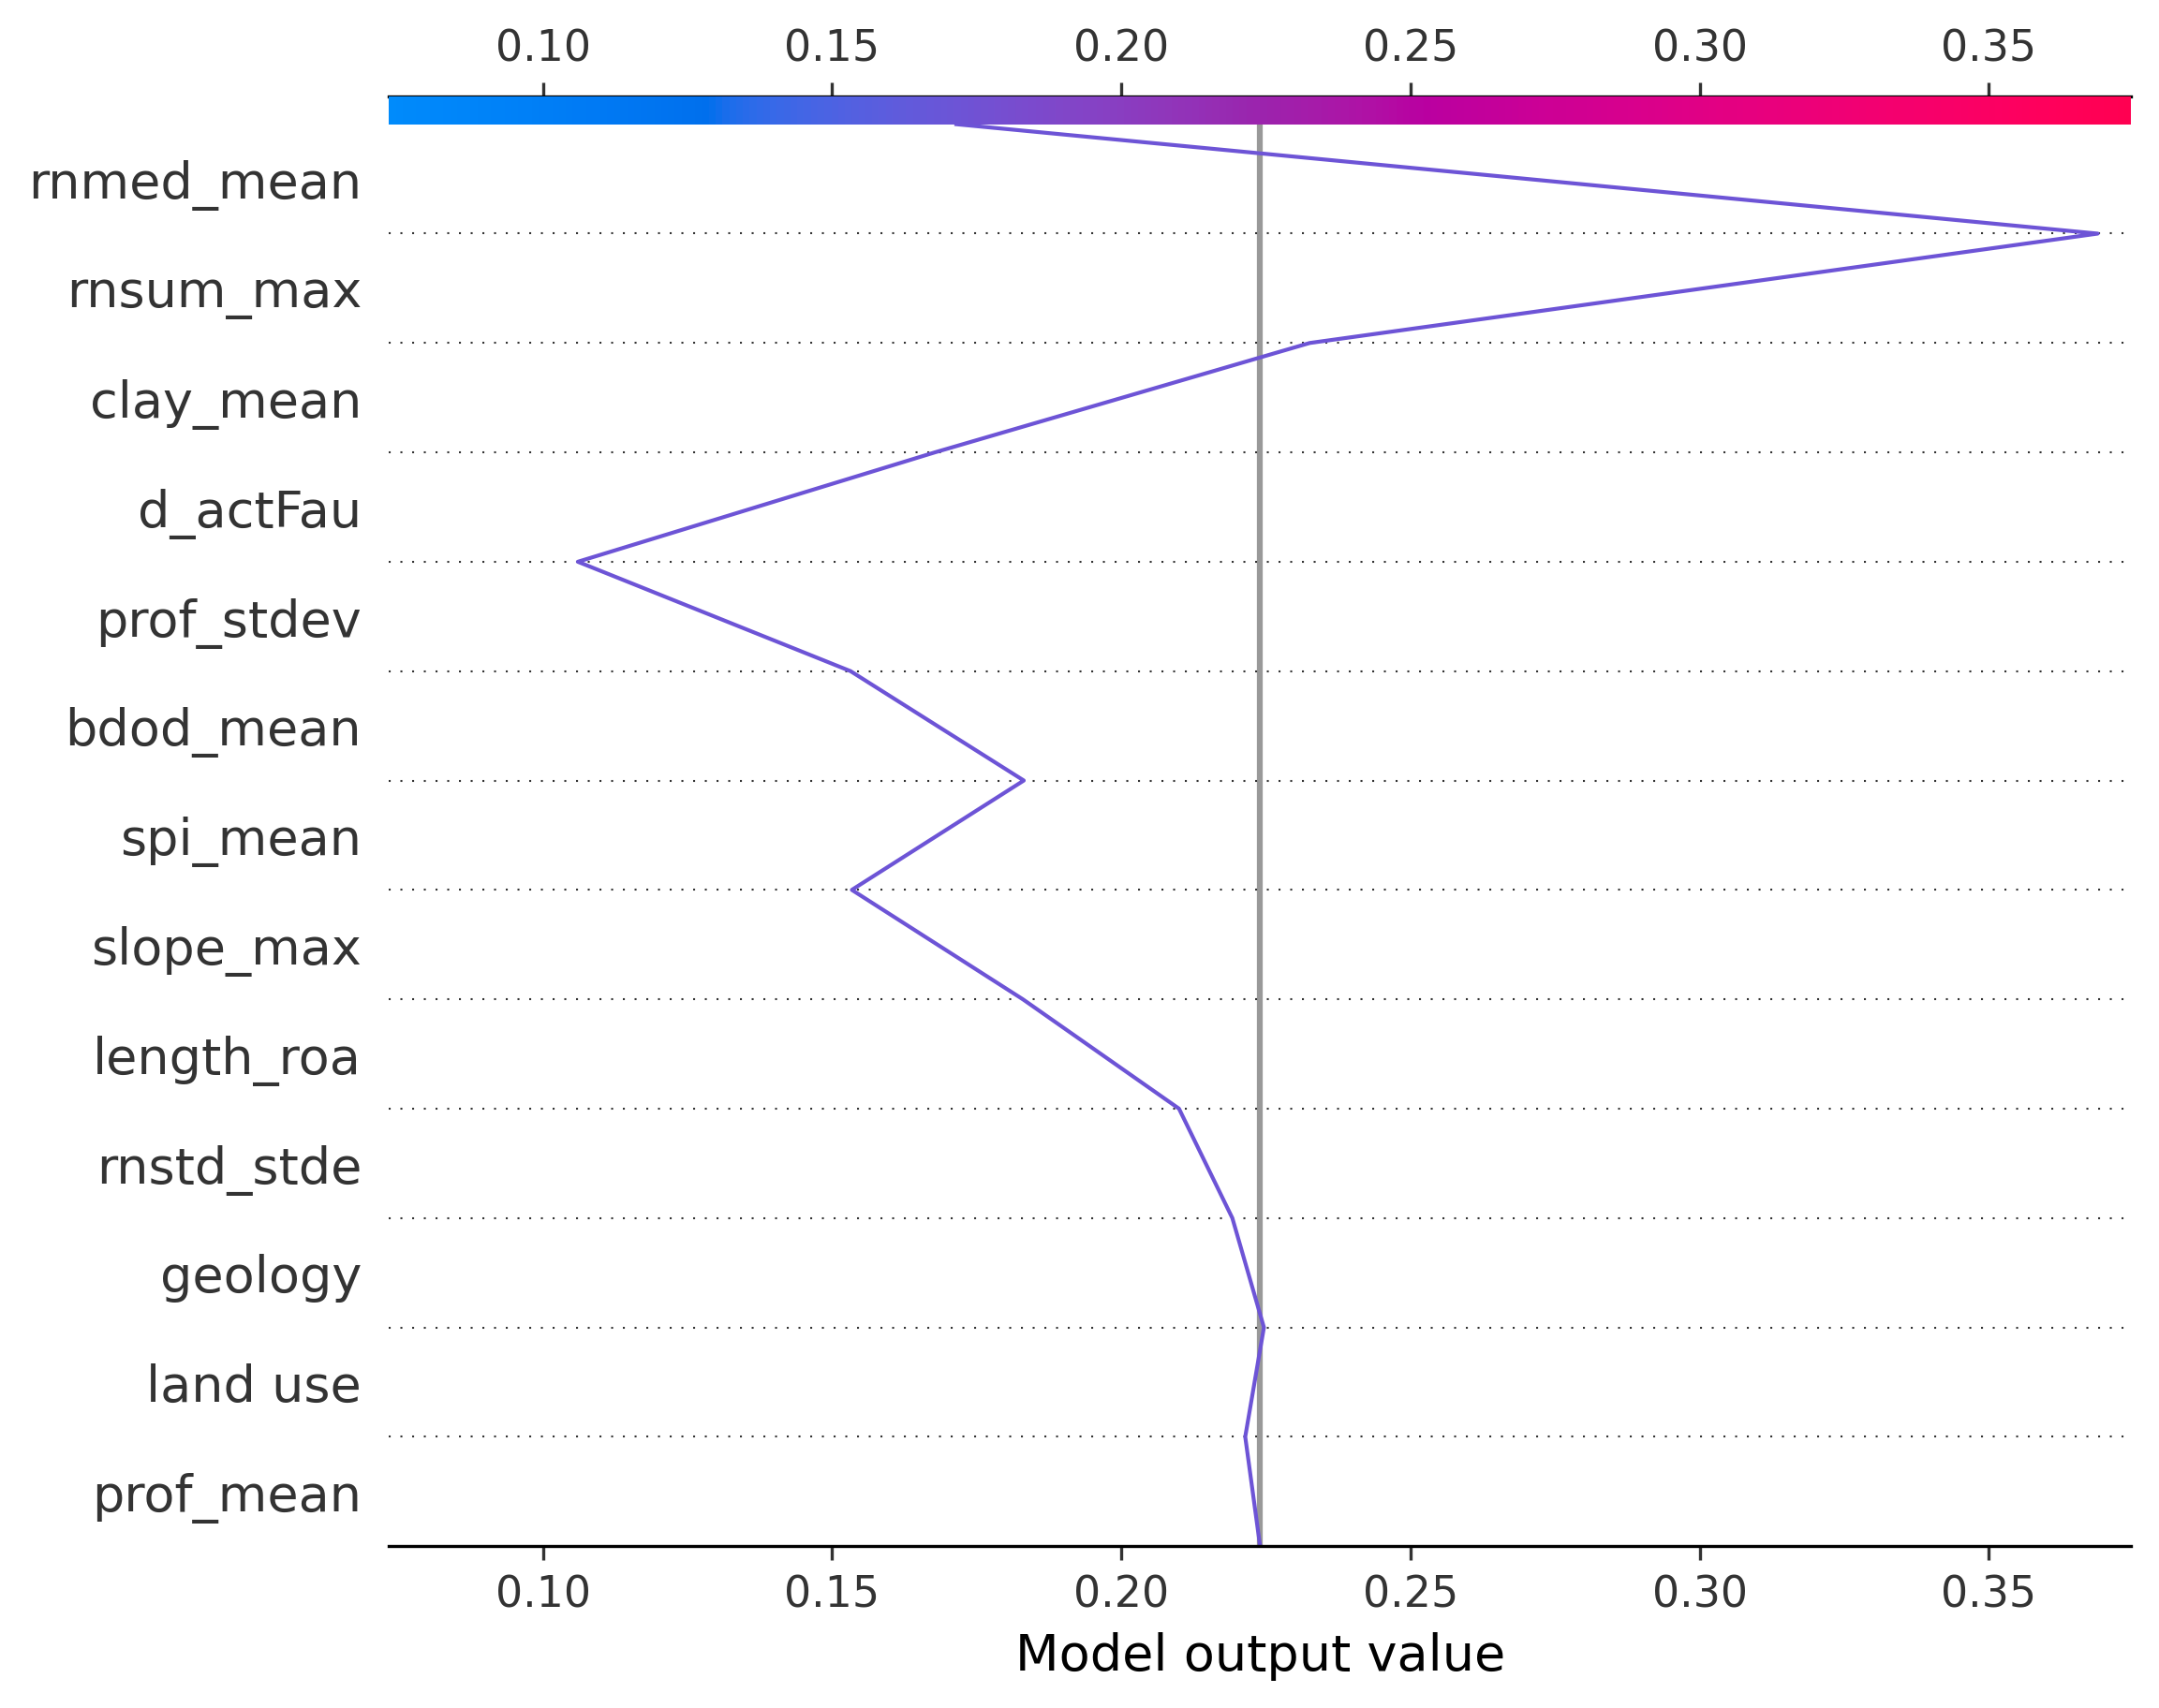 0.10 0.15 0.20 0.25 0.30 0.35
rnmed_mean
rnsum_max
clay_mean
d_actFau
prof_stdev
bdod_mean
spi_mean
slope_max
length_roa
rnstd_stde
geology
land use
prof_mean
0.10 0.15 0.20 0.25 0.30 0.35
Model output value